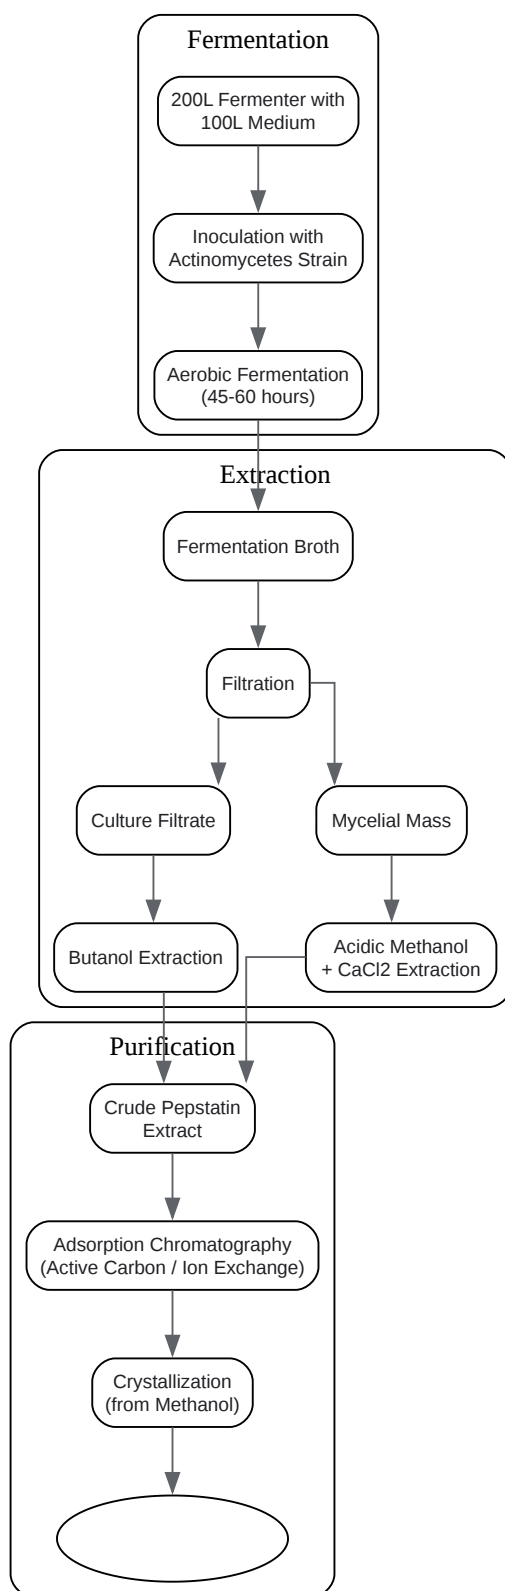 Fermentation
200L Fermenter with
100L Medium
Inoculation with
Actinomycetes Strain
Aerobic Fermentation
(45-60 hours)
Extraction
Fermentation Broth
Filtration
Culture Filtrate
Mycelial Mass
Butanol Extraction
Acidic Methanol
+ CaCl2 Extraction
Purification
Crude Pepstatin
Extract
Adsorption Chromatography
(Active Carbon / Ion Exchange)
Crystallization
(from Methanol)